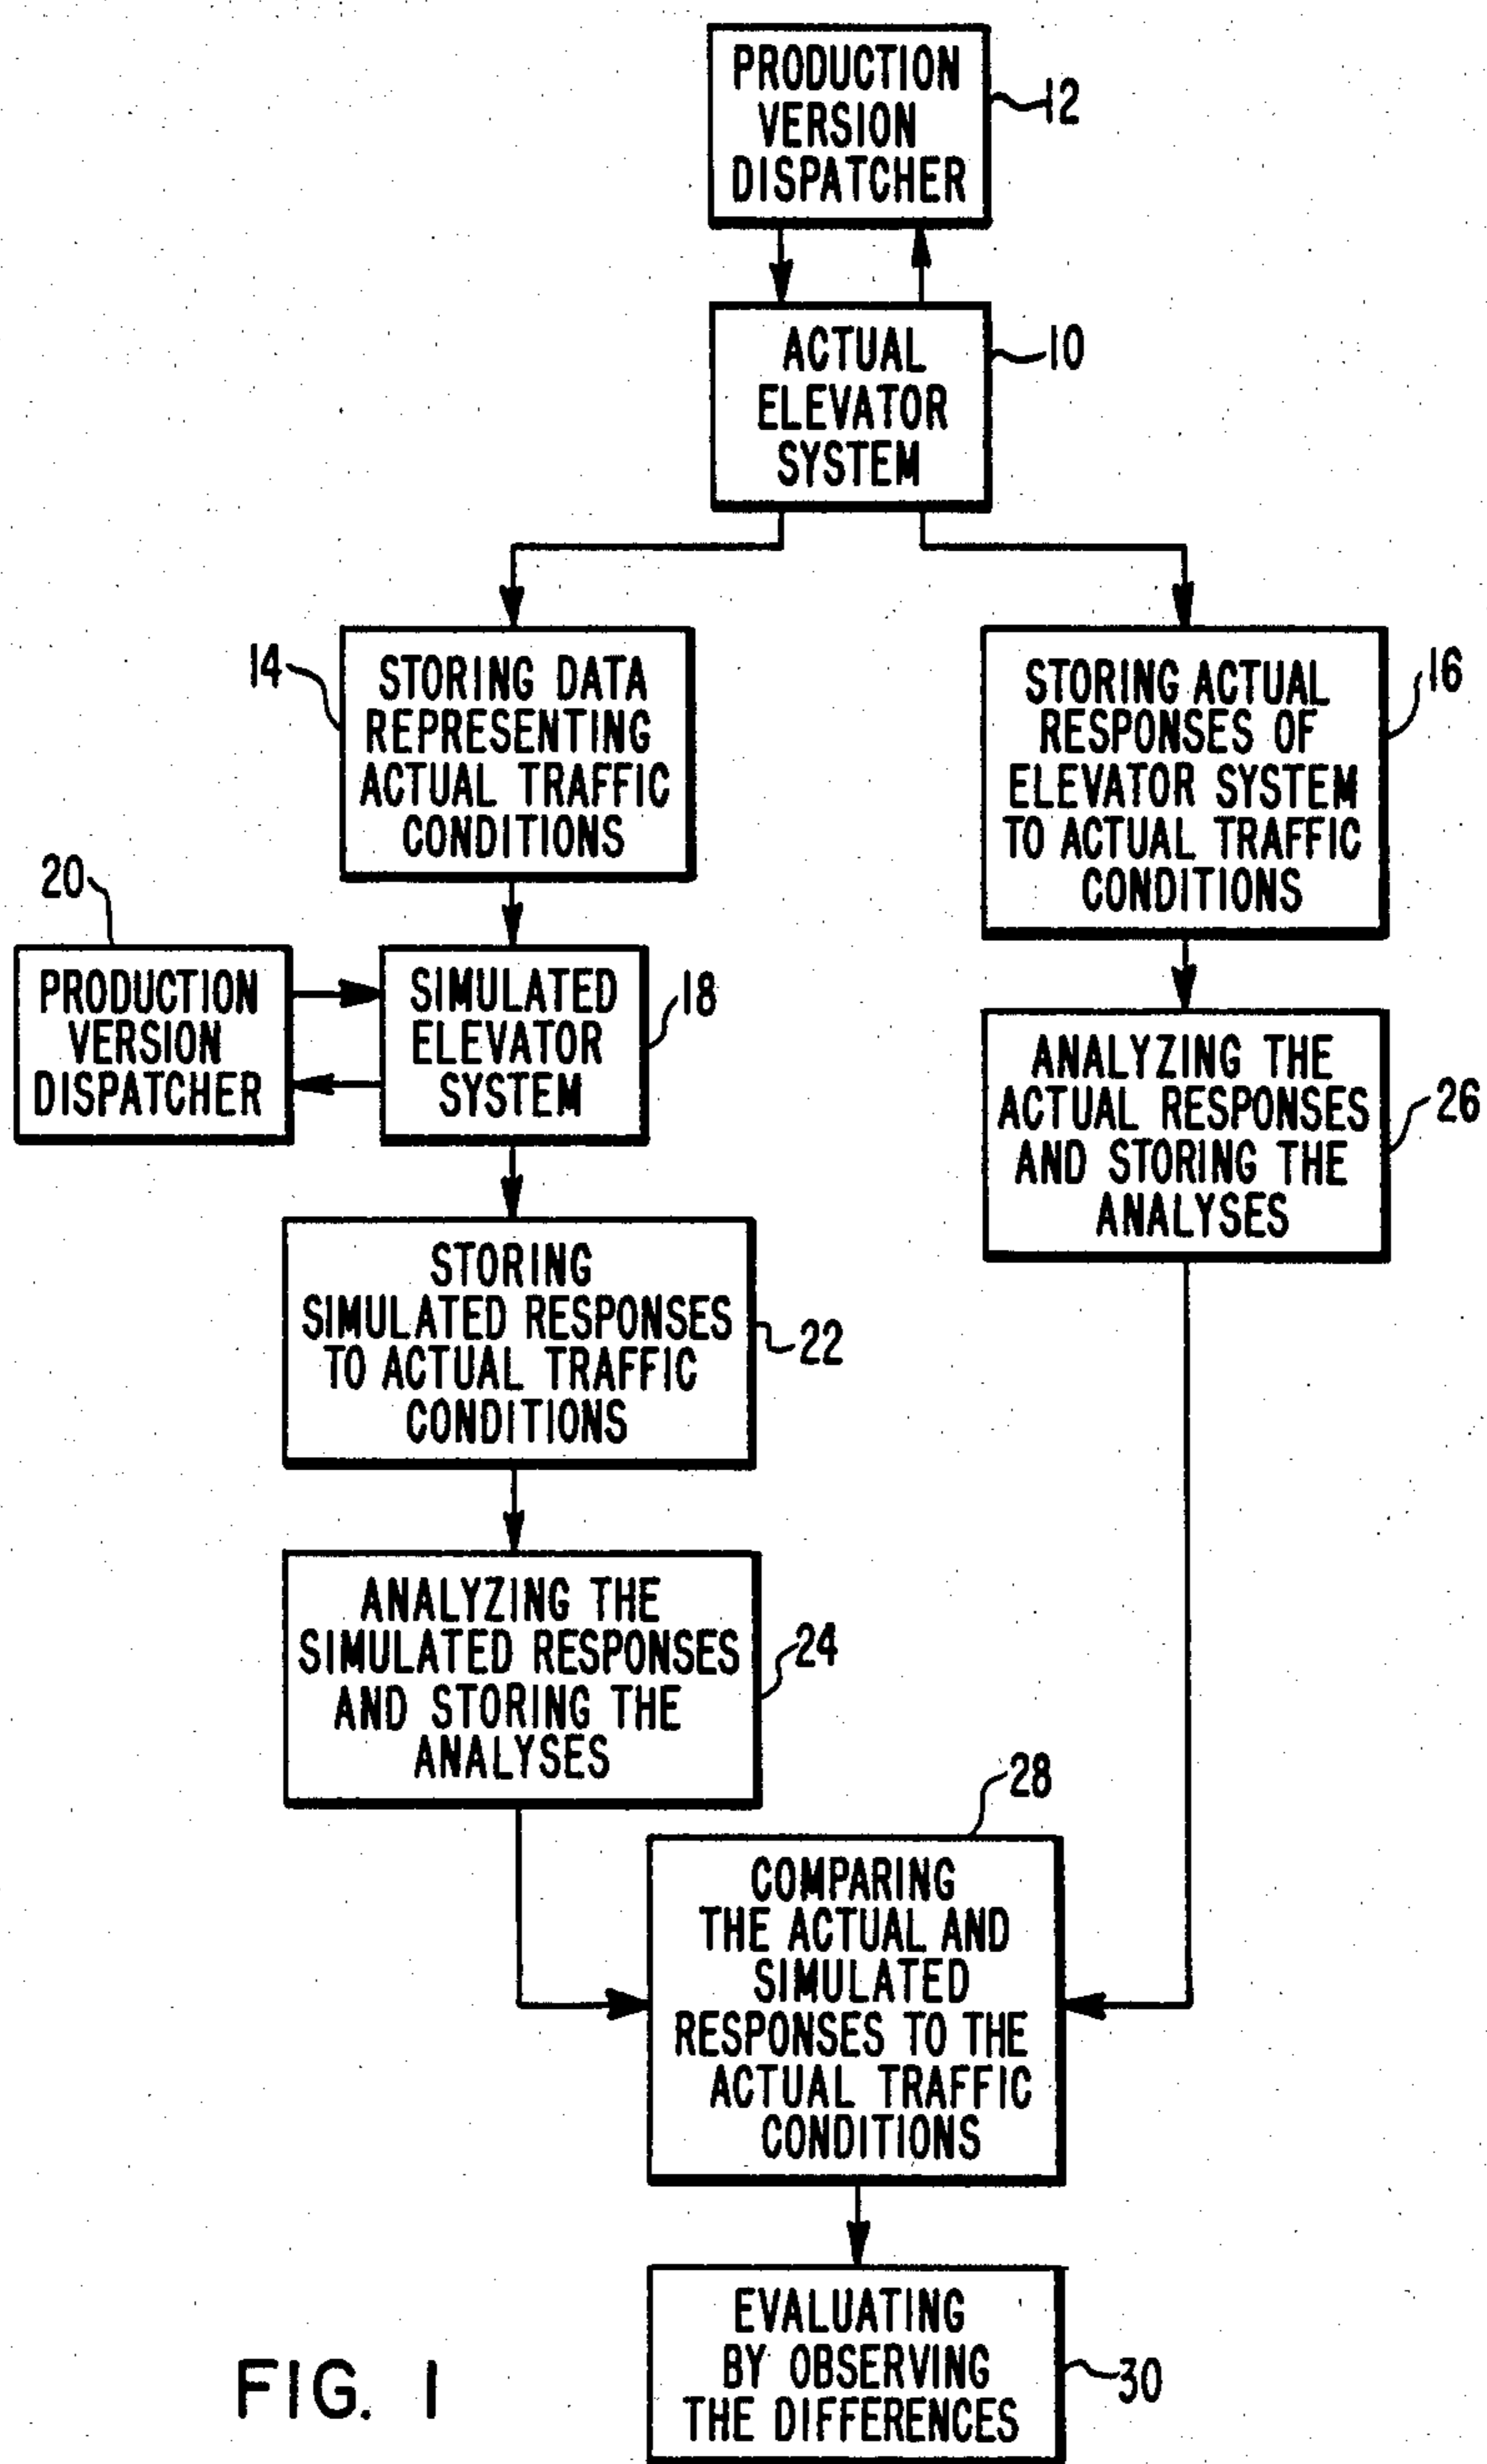 PRODUCTION
VERSION
DISPATCHER
12
ACTUAL
ELEVATOR
SYSTEM
10
14
STORING DATA
REPRESENTING
ACTUAL TRAFFIC
CONDITIONS
STORING ACTUAL
RESPONSES OF
ELEVATOR SYSTEM
TO ACTUAL TRAFFIC
CONDITIONS
16
20
PRODUCTION
VERSION
DISPATCHER
SIMULATED
ELEVATOR
SYSTEM
18
ANALYZING THE
ACTUAL RESPONSES
AND STORING THE
ANALYSES
26
STORING
SIMULATED RESPONSES
TO ACTUAL TRAFFIC
CONDITIONS
22
ANALYZING THE
SIMULATED RESPONSES
AND STORING THE
ANALYSES
24
28
COMPARING
THE ACTUAL AND
SIMULATED
RESPONSES TO THE
ACTUAL TRAFFIC
CONDITIONS
EVALUATING
BY OBSERVING
THE DIFFERENCES
30
FIG. 1